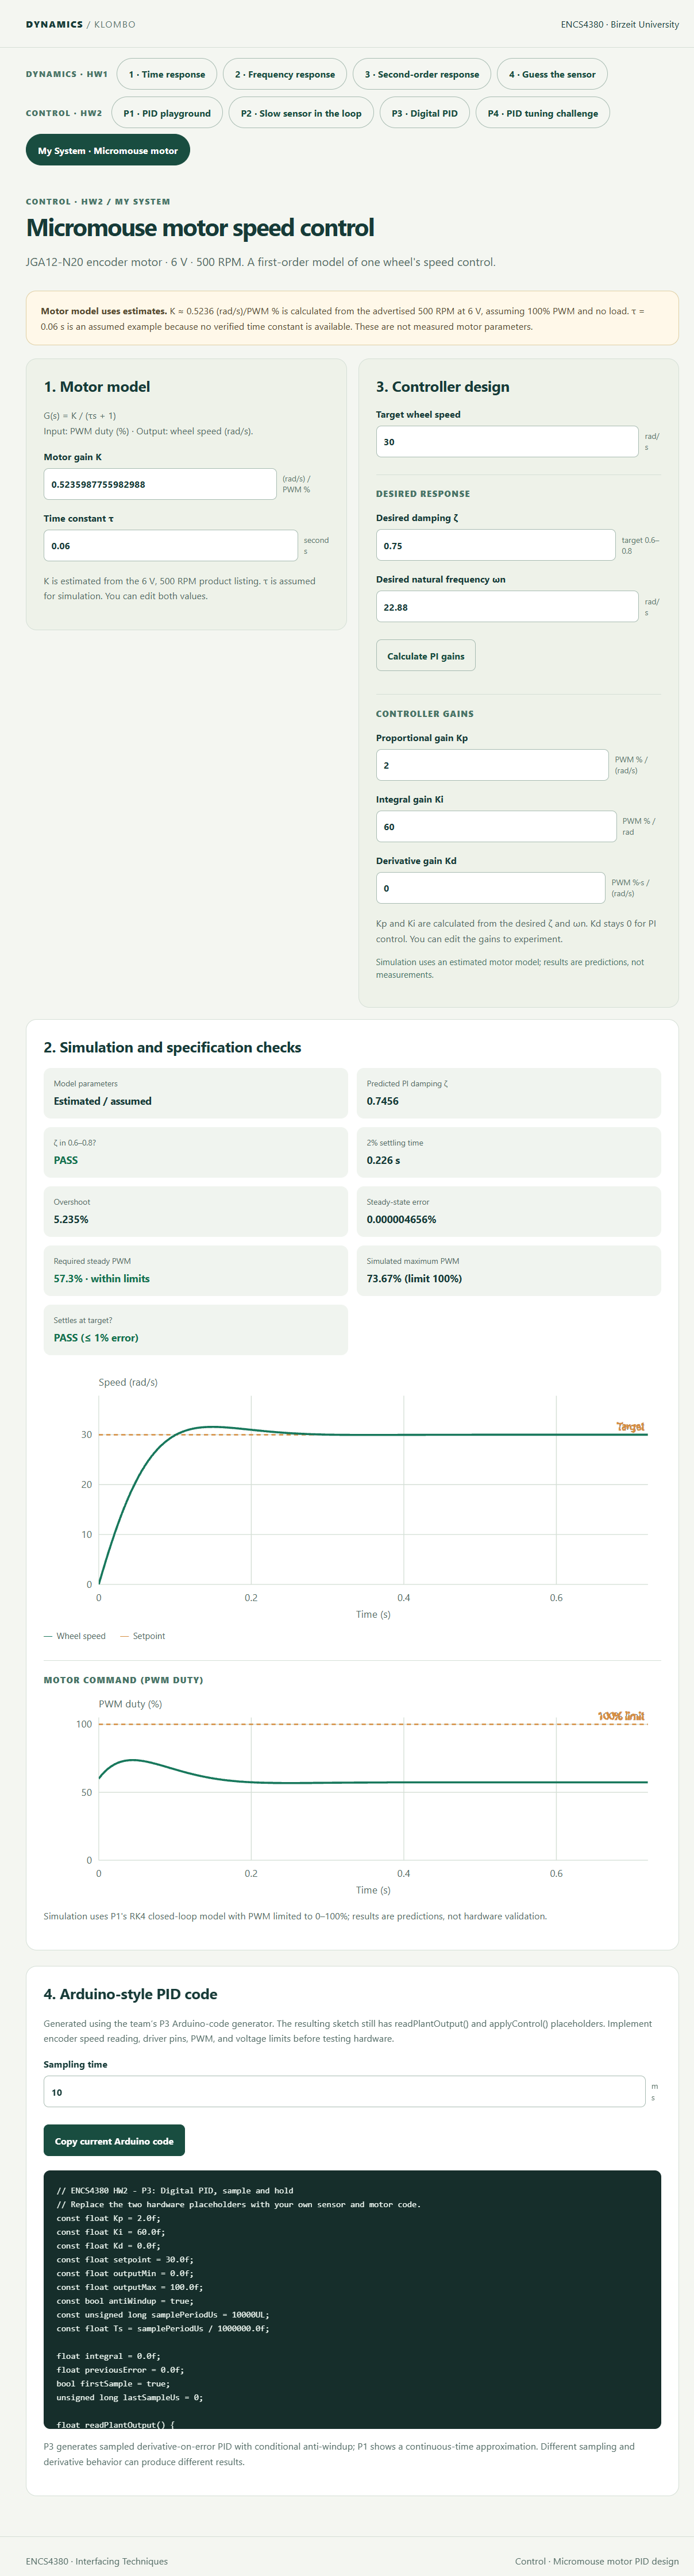 DYNAMICS / KLOMBO
ENCS4380 · Birzeit University
DYNAMICS · HW1
1 · Time response
2 · Frequency response
3 · Second-order response
4 · Guess the sensor
CONTROL · HW2
P1 · PID playground
P2 · Slow sensor in the loop
P3 · Digital PID
P4 · PID tuning challenge
My System · Micromouse motor
CONTROL · HW2 / MY SYSTEM
Micromouse motor speed control
JGA12-N20 encoder motor · 6 V · 500 RPM. A first-order model of one wheel's speed control.
Motor model uses estimates. K = 0.5236 (rad/s)/PWM % is calculated from the advertised 500 RPM at 6 V, assuming 100% PWM and no load. τ =
0.06 s is an assumed example because no verified time constant is available. These are not measured motor parameters.
1. Motor model
G(s) = K / (τs + 1)
Input: PWM duty (%) · Output: wheel speed (rad/s).
Motor gain K
0.5235987755982988
(rad/s) /
PWM %
Time constant τ
0.06
second
s
K is estimated from the 6 V, 500 RPM product listing. τ is assumed
for simulation. You can edit both values.
3. Controller design
Target wheel speed
30
rad/
s
DESIRED RESPONSE
Desired damping ζ
0.75
target 0.6–
0.8
Desired natural frequency ωn
22.88
rad/
s
Calculate PI gains
CONTROLLER GAINS
Proportional gain Kp
2
PWM % /
(rad/s)
Integral gain Ki
60
PWM % /
rad
Derivative gain Kd
0
PWM %·s /
(rad/s)
Kp and Ki are calculated from the desired ζ and ωn. Kd stays 0 for PI
control. You can edit the gains to experiment.
Simulation uses an estimated motor model; results are predictions, not
measurements.
2. Simulation and specification checks
Model parameters
Estimated / assumed
Predicted PI damping ζ
0.7456
ζ in 0.6–0.8?
PASS
2% settling time
0.226 s
Overshoot
5.235%
Steady-state error
0.000004656%
Required steady PWM
57.3% · within limits
Simulated maximum PWM
73.67% (limit 100%)
Settles at target?
PASS (≤ 1% error)
Speed (rad/s)
Target
30
20
10
0
0
0.2
0.4
0.6
Time (s)
Wheel speed
Setpoint
MOTOR COMMAND (PWM DUTY)
PWM duty (%)
100% limit
100
50
0
0
0.2
0.4
0.6
Time (s)
Simulation uses P1's RK4 closed-loop model with PWM limited to 0–100%; results are predictions, not hardware validation.
4. Arduino-style PID code
Generated using the team's P3 Arduino-code generator. The resulting sketch still has readPlantOutput() and applyControl() placeholders. Implement
encoder speed reading, driver pins, PWM, and voltage limits before testing hardware.
Sampling time
10
m
s
Copy current Arduino code
// ENCS4380 HW2 - P3: Digital PID, sample and hold
// Replace the two hardware placeholders with your own sensor and motor code.
const float Kp = 2.0f;
const float Ki = 60.0f;
const float Kd = 0.0f;
const float setpoint = 30.0f;
const float outputMin = 0.0f;
const float outputMax = 100.0f;
const bool antiWindup = true;
const unsigned long samplePeriodUs = 10000UL;
const float Ts = samplePeriodUs / 1000000.0f;
float integral = 0.0f;
float previousError = 0.0f;
bool firstSample = true;
unsigned long lastSampleUs = 0;
float readPlantOutput() {
P3 generates sampled derivative-on-error PID with conditional anti-windup; P1 shows a continuous-time approximation. Different sampling and
derivative behavior can produce different results.
ENCS4380 · Interfacing Techniques
Control · Micromouse motor PID design